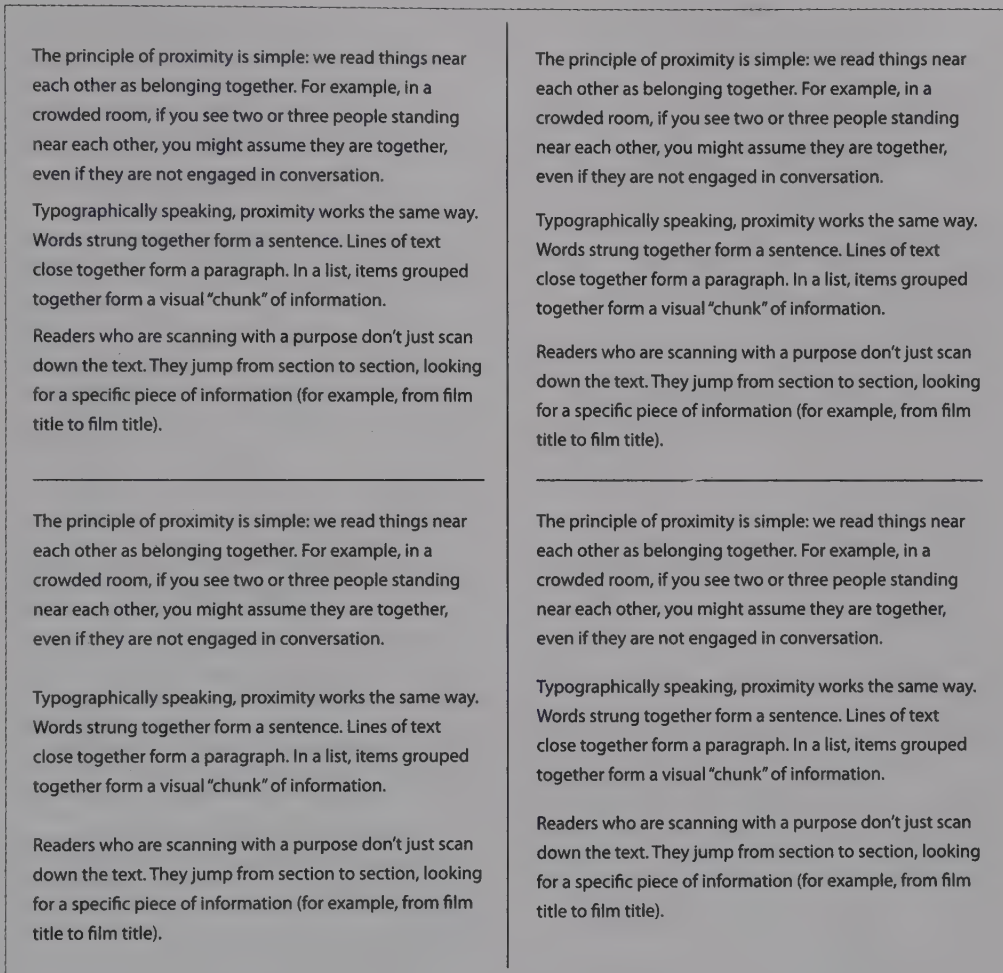 The principle of proximity is simple: we read things near
each other as belonging together. For example, in a
crowded room, if you see two or three people standing
near each other, you might assume they are together,
even if they are not engaged in conversation.
Typographically speaking, proximity works the same way.
Words strung together form a sentence. Lines of text
close together form a paragraph. In a list, items grouped
together form a visual “chunk” of information.
Readers who are scanning with a purpose don’t just scan
down the text. They jump from section to section, looking
for a specific piece of information (for example, from film
title to film title).
The principle of proximity is simple: we read things near
each other as belonging together. For example, in a
crowded room, if you see two or three people standing
near each other, you might assume they are together,
even if they are not engaged in conversation.
Typographically speaking, proximity works the same way.
Words strung together form a sentence. Lines of text
close together form a paragraph. In a list, items grouped
together form a visual “chunk” of information.
Readers who are scanning with a purpose don’t just scan
down the text. They jump from section to section, looking
for a specific piece of information (for example, from film
title to film title).
The principle of proximity is simple: we read things near
each other as belonging together. For example, in a
crowded room, if you see two or three people standing
near each other, you might assume they are together,
even if they are not engaged in conversation.
Typographically speaking, proximity works the same way.
Words strung together form a sentence. Lines of text
close together form a paragraph. In a list, items grouped
together form a visual “chunk” of information.
Readers who are scanning with a purpose don’t just scan
down the text. They jump from section to section, looking
for a specific piece of information (for example, from film
title to film title).
The principle of proximity is simple: we read things near
each other as belonging together. For example, in a
crowded room, if you see two or three people standing
near each other, you might assume they are together,
even if they are not engaged in conversation.
Typographically speaking, proximity works the same way.
Words strung together form a sentence. Lines of text
close together form a paragraph. In a list, items grouped
together form a visual “chunk” of information.
Readers who are scanning with a purpose don’t just scan
down the text. They jump from section to section, looking
for a specific piece of information (for example, from film
title to film title).